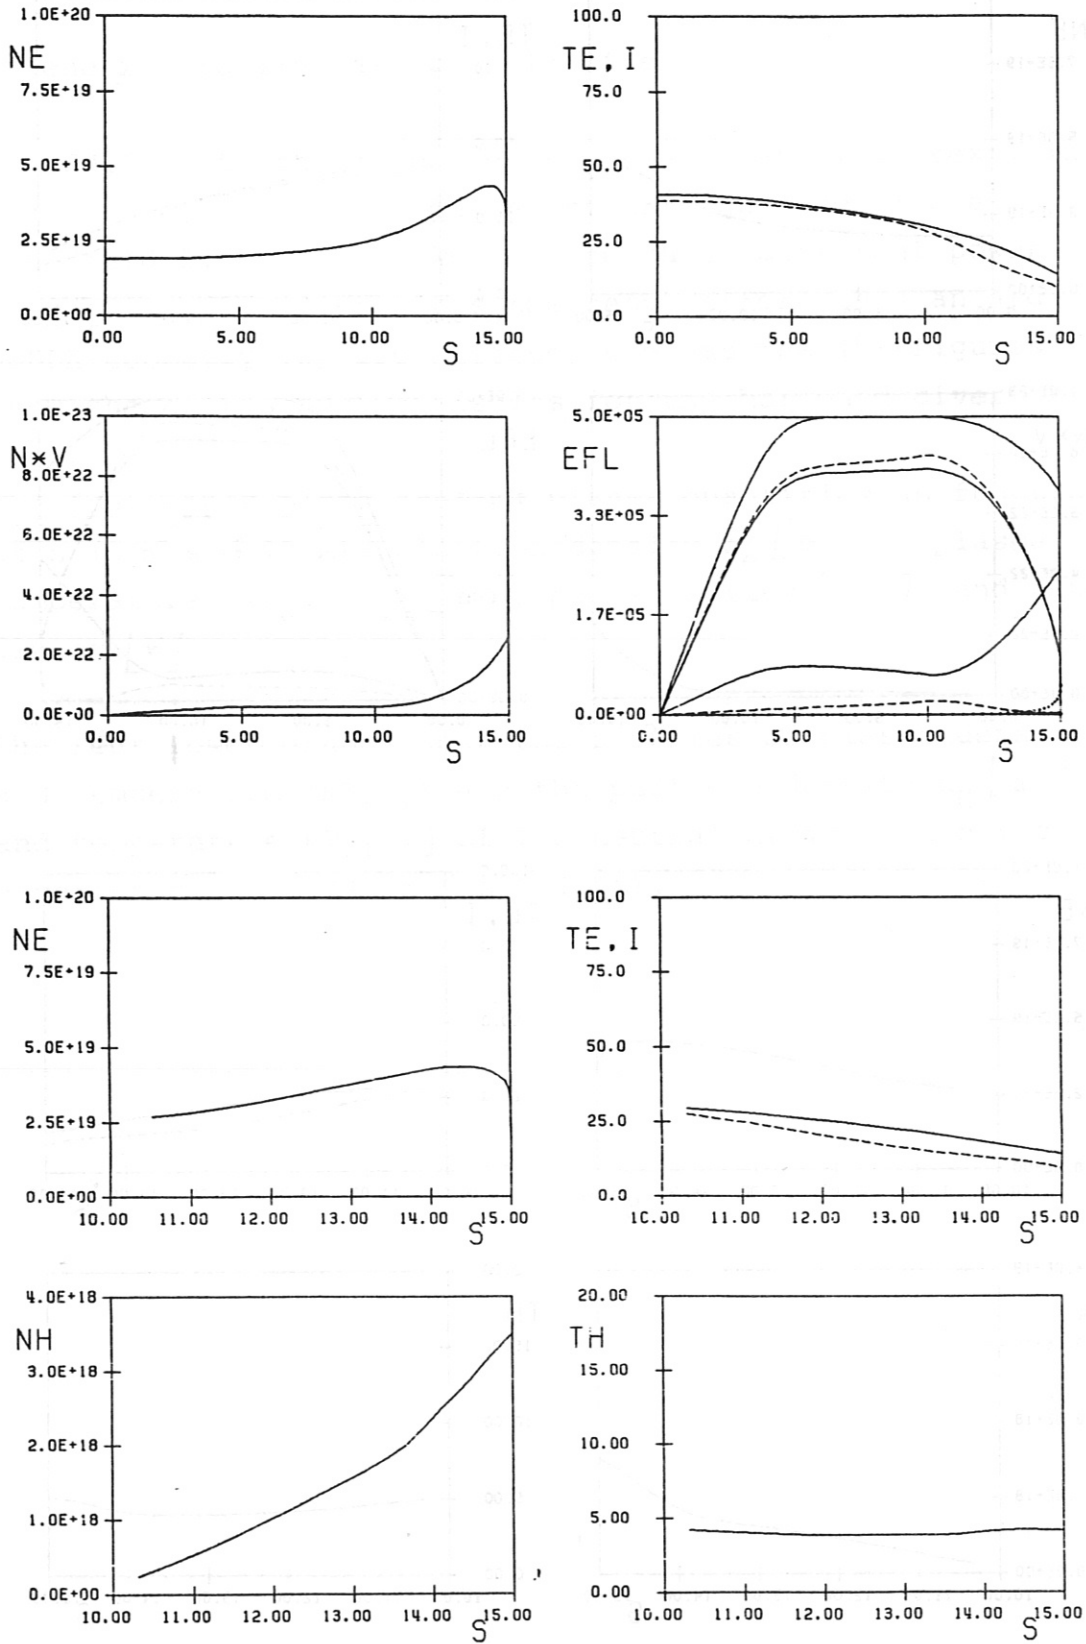 1.0E+20
NE
7.5E+19
5.0E+19
2.5E+19
0.0E+00
0.00 5.00 10.00 15.00
S
100.0
TE, I
75.0
50.0
25.0
0.0
0.00 5.00 10.00 15.00
S
1.0E+23
N*V
8.0E+22
6.0E+22
4.0E+22
2.0E+22
0.0E+00
0.00 5.00 10.00 15.00
S
5.0E+05
EFL
3.3E+05
1.7E+05
0.0E+00
0.00 5.00 10.00 15.00
S
1.0E+20
NE
7.5E+19
5.0E+19
2.5E+19
0.0E+00
10.00 11.00 12.00 13.00 14.00 15.00
S
100.0
TE, I
75.0
50.0
25.0
0.0
10.00 11.00 12.00 13.00 14.00 15.00
S
4.0E+18
NH
3.0E+18
2.0E+18
1.0E+18
0.0E+00
10.00 11.00 12.00 13.00 14.00 15.00
S
20.00
TH
15.00
10.00
5.00
0.00
10.00 11.00 12.00 13.00 14.00 15.00
S